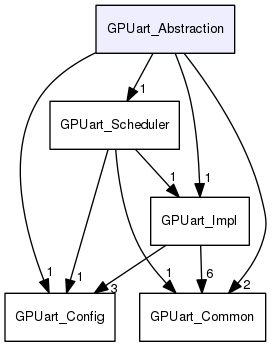 GPUart_Abstraction
1
GPUart_Scheduler
1
1
GPUart_Impl
1
1
3
1
6
2
GPUart_Config
GPUart_Common